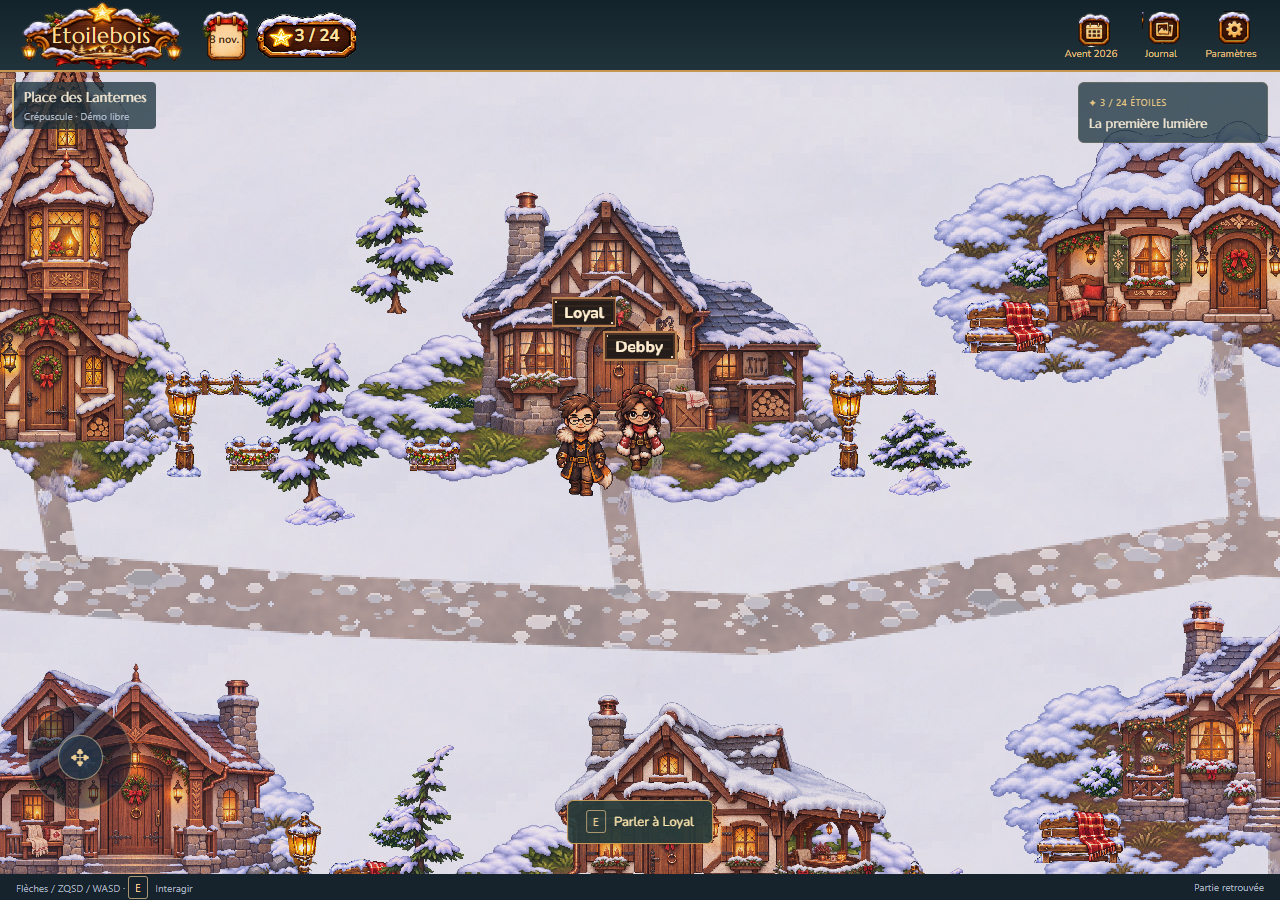 Etoilebois
8 nov.
3 / 24
Avent 2026
Journal
Paramètres
Place des Lanternes
Crépuscule · Démo libre
✦ 3 / 24 ÉTOILES
La première lumière
Loyal
Debby
E Parler à Loyal
Flèches / ZQSD / WASD · E Interagir
Partie retrouvée